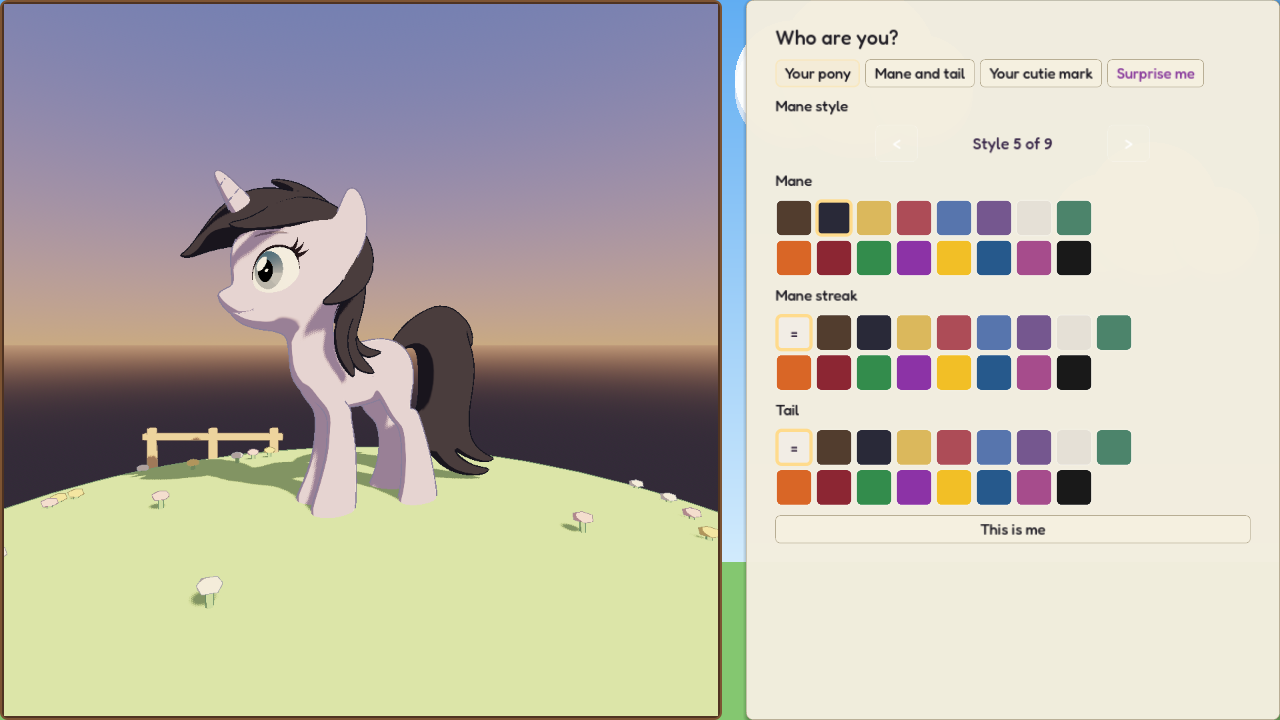 Who are you?
Your pony Mane and tail Your cutie mark Surprise me
Mane style
< Style 5 of 9 >
Mane
Mane streak
=
Tail
=
This is me